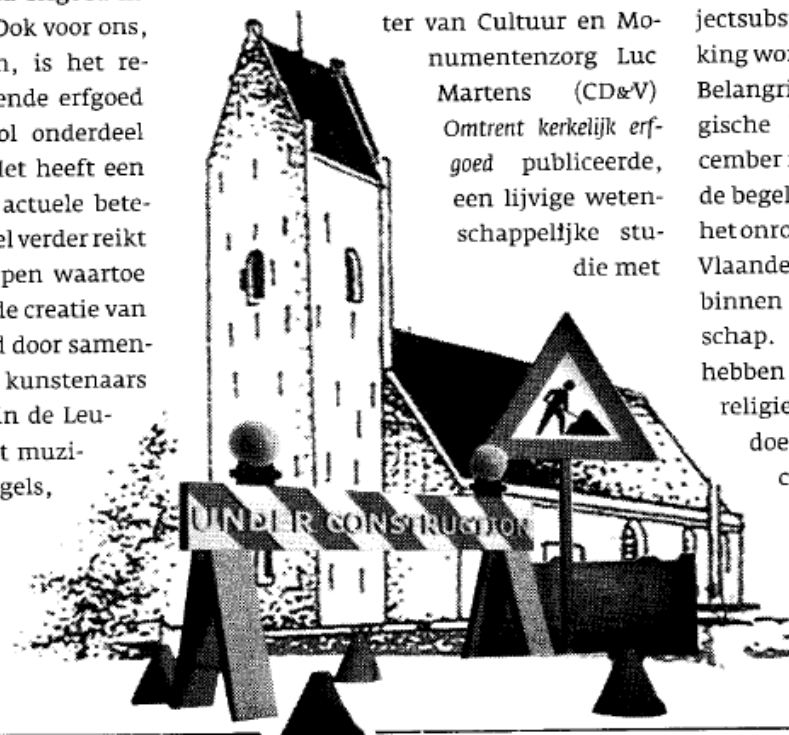 Ook voor ons,
n, is het re-
ende erfgoed
ol onderdeel
et heeft een
actuele bete-
el verder reikt
pen waartoe
de creatie van
d door samen-
kunstenaars
in de Leu-
t muzi-
gels,
ter van Cultuur en Mo-
numentenzorg Luc
Martens (CD&V)
Omtrent kerkelijk erf-
goed publiceerde,
een lijvige weten-
schappelijke stu-
die met
jectsubs
king wor
Belangri
gische
cember
de begel
het onro
Vlaande
binnen
schap.
hebben
religie
doe
c
UNDER CONSTRUCTION